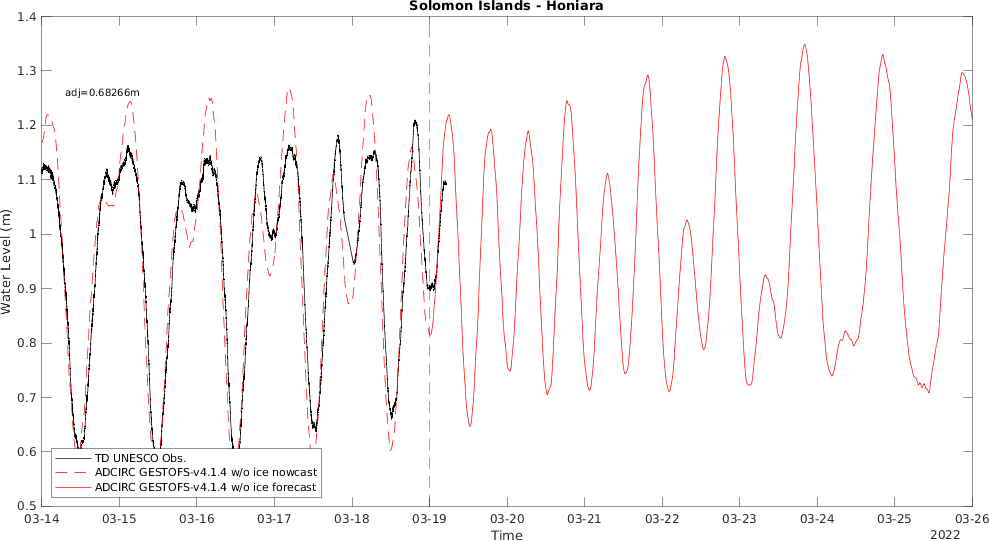 Solomon Islands - Honiara
1.4
1.3
1.2
1.1
1
0.9
0.8
0.7
0.6
0.5
Water Level (m)
adj=0.68266m
TD UNESCO Obs.
ADCIRC GESTOFS-v4.1.4 w/o ice nowcast
ADCIRC GESTOFS-v4.1.4 w/o ice forecast
03-14 03-15 03-16 03-17 03-18 03-19 03-20 03-21 03-22 03-23 03-24 03-25 03-26
Time
2022